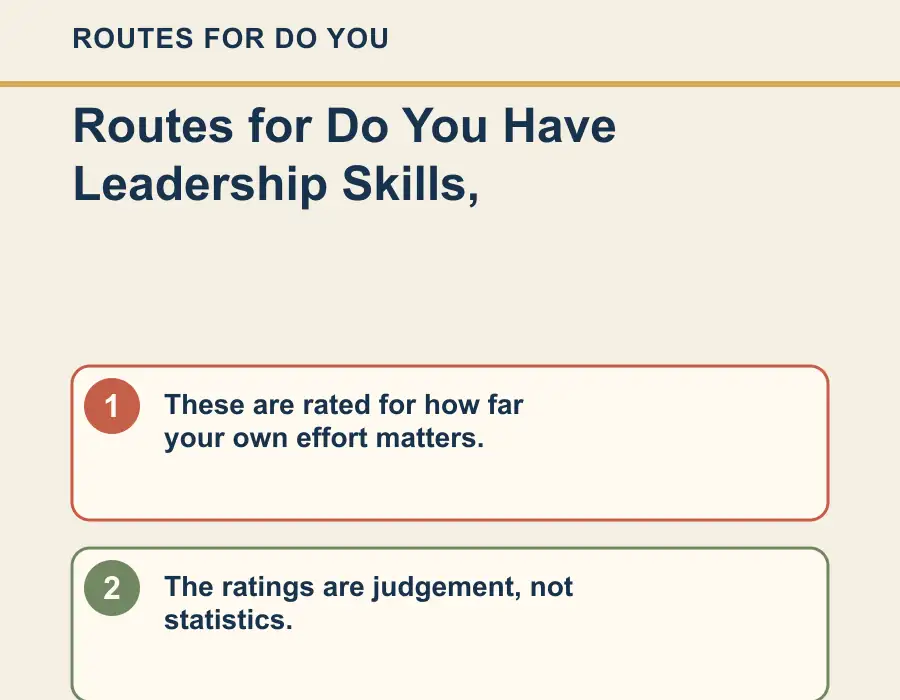 ROUTES FOR DO YOU
Routes for Do You Have
Leadership Skills,
1
These are rated for how far
your own effort matters.
2
The ratings are judgement, not
statistics.